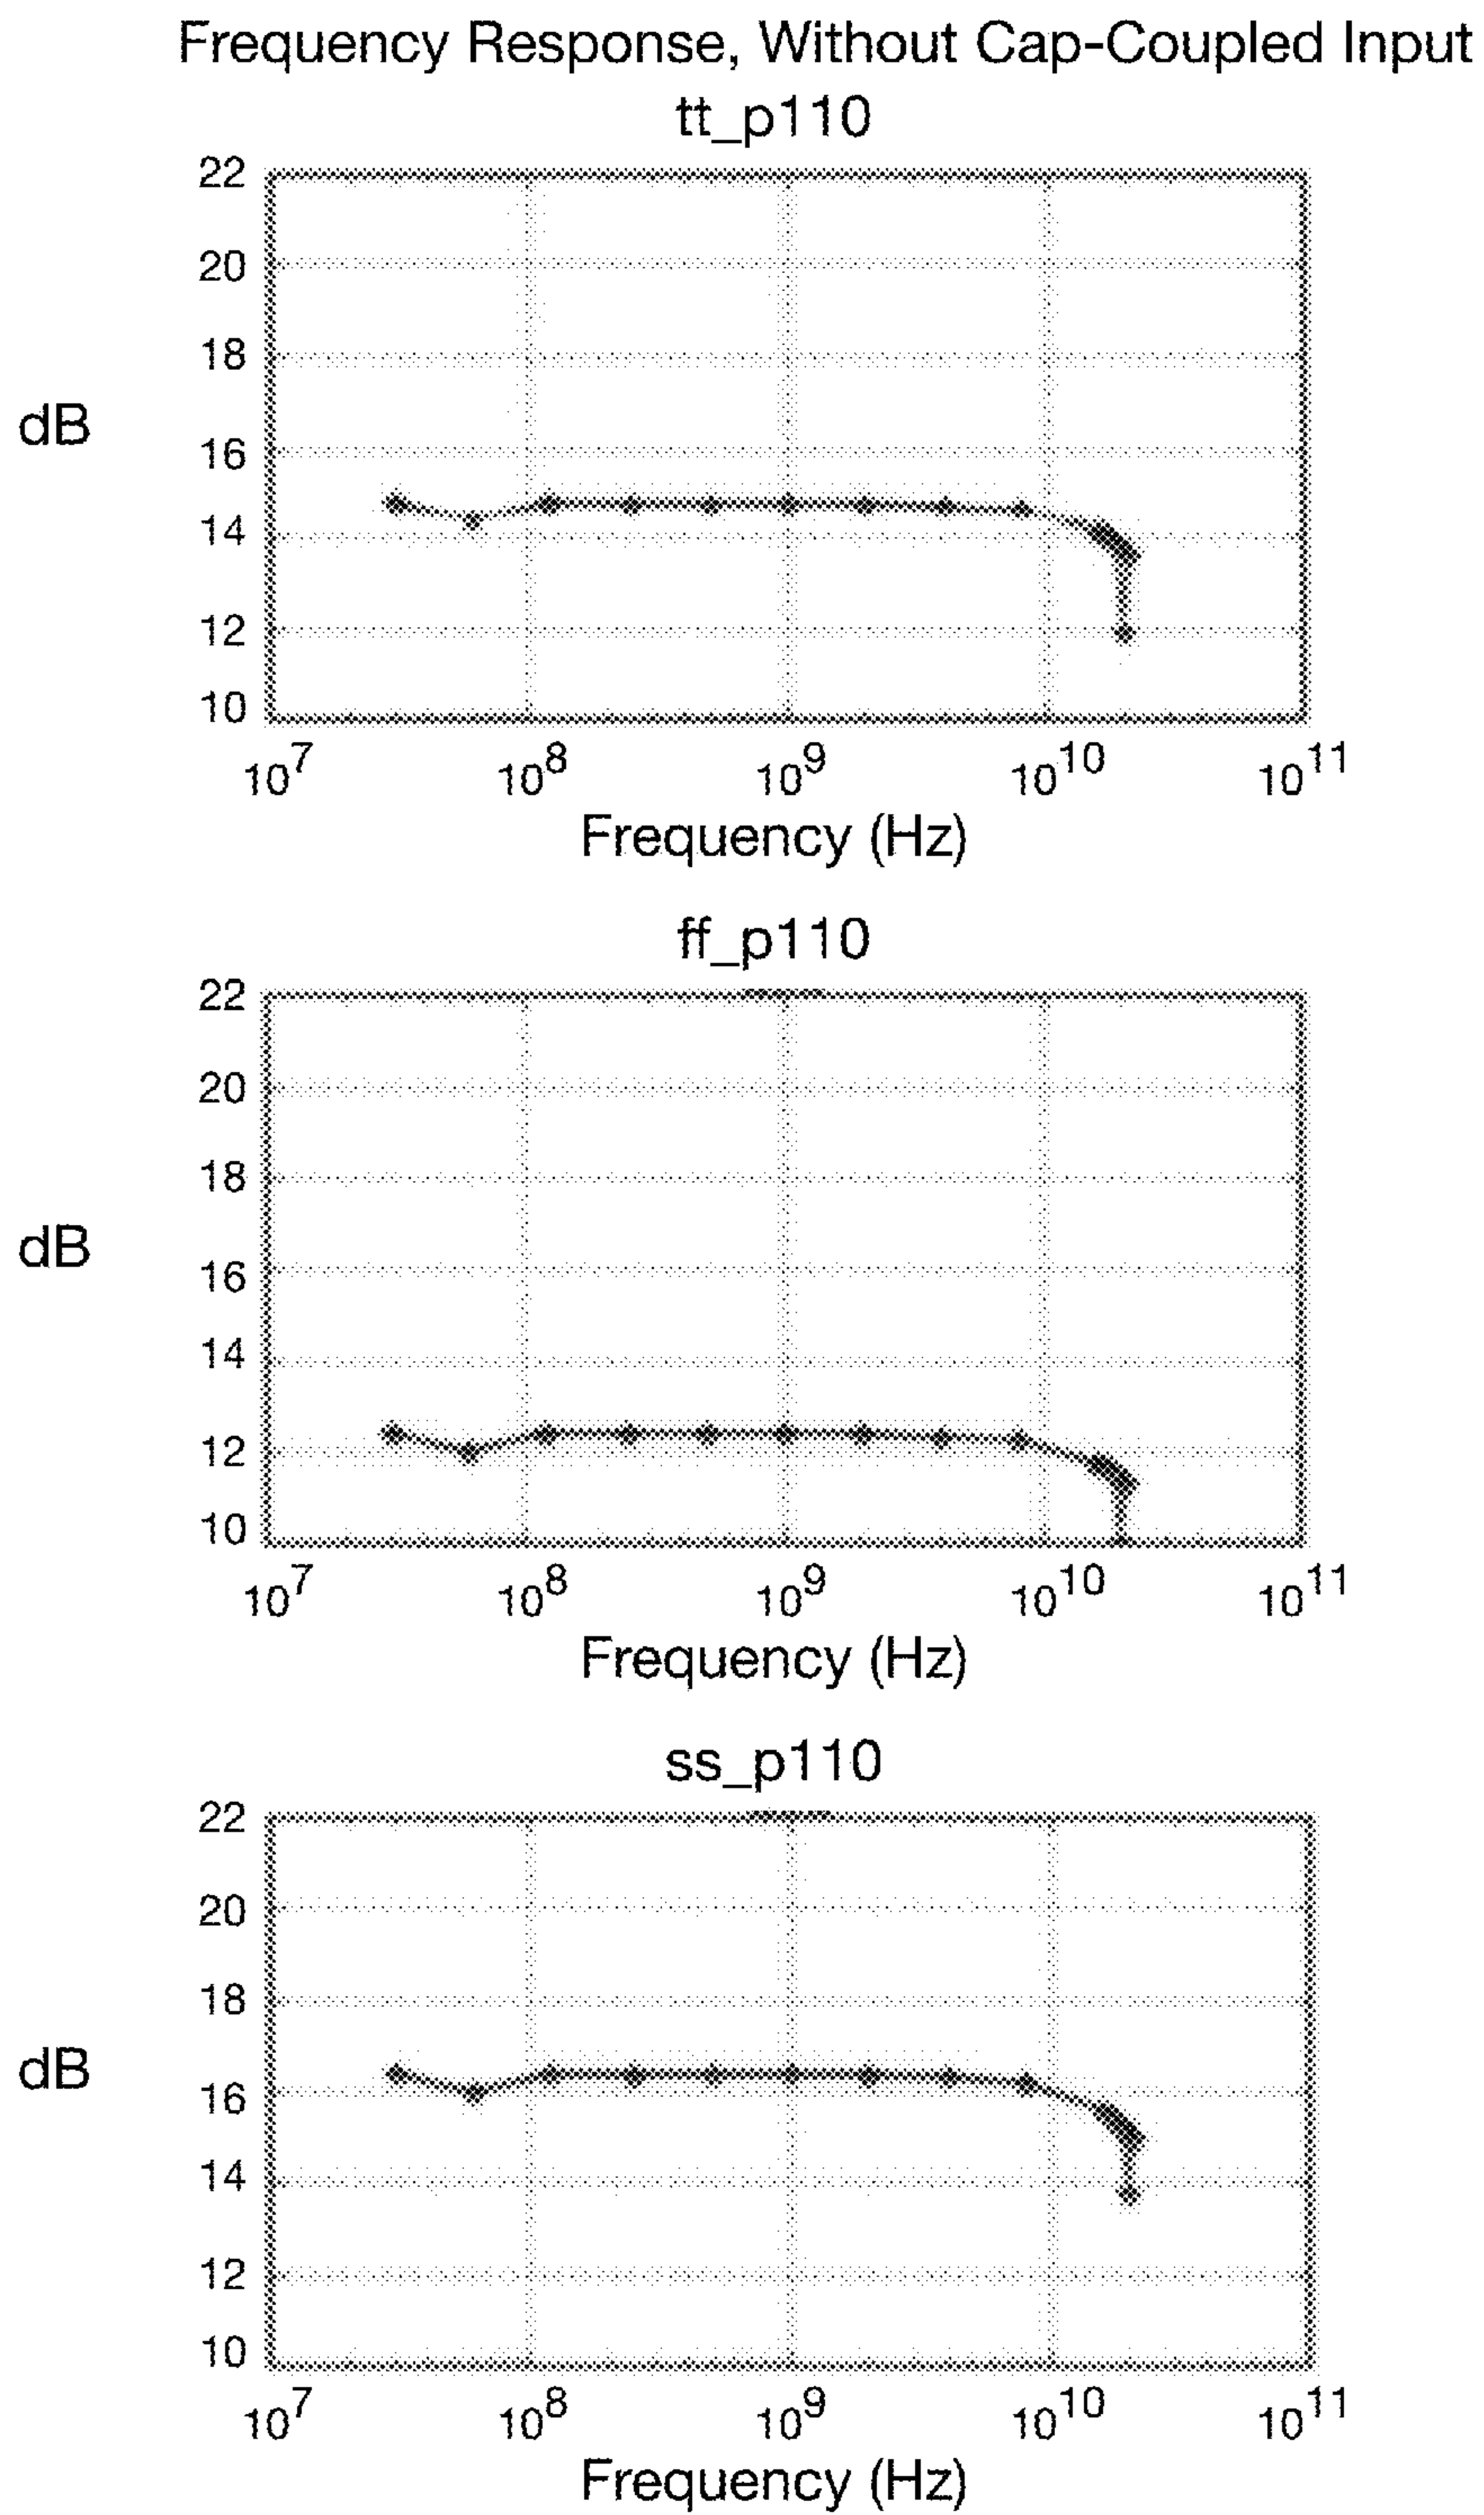 Frequency Response, Without Cap-Coupled Input
tt_p110
22
20
18
dB
16
14
12
10
10^7 10^8 10^9 10^10 10^11
Frequency (Hz)
ff_p110
22
20
18
dB
16
14
12
10
10^7 10^8 10^9 10^10 10^11
Frequency (Hz)
ss_p110
22
20
18
dB
16
14
12
10
10^7 10^8 10^9 10^10 10^11
Frequency (Hz)